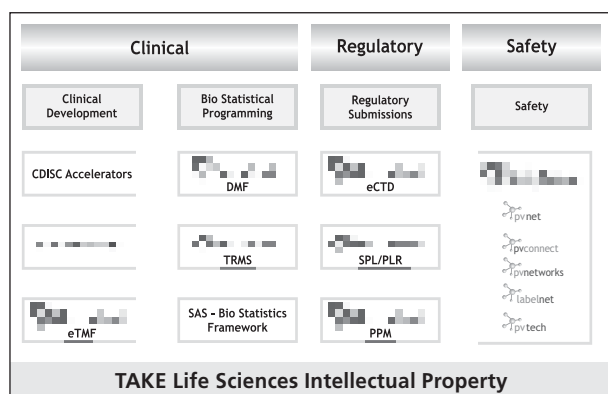 Clinical
Regulatory
Safety
Clinical
Development
Bio Statistical
Programming
Regulatory
Submissions
Safety
CDISC Accelerators
DMF
eCTD
pvnet
TRMS
SPL/PLR
pvconnect
pvnetworks
labelnet
eTMF
SAS - Bio Statistics
Framework
PPM
pvtech
TAKE Life Sciences Intellectual Property